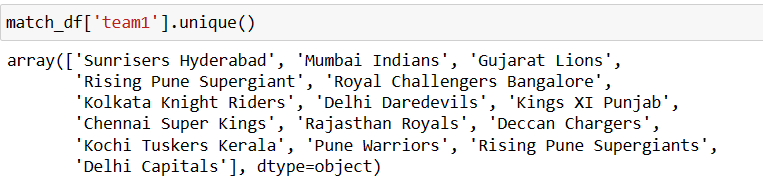 match_df['team1'].unique()
array(['Sunrisers Hyderabad', 'Mumbai Indians', 'Gujarat Lions',
'Rising Pune Supergiant', 'Royal Challengers Bangalore',
'Kolkata Knight Riders', 'Delhi Daredevils', 'Kings XI Punjab',
'Chennai Super Kings', 'Rajasthan Royals', 'Deccan Chargers',
'Kochi Tuskers Kerala', 'Pune Warriors', 'Rising Pune Supergiants',
'Delhi Capitals'], dtype=object)